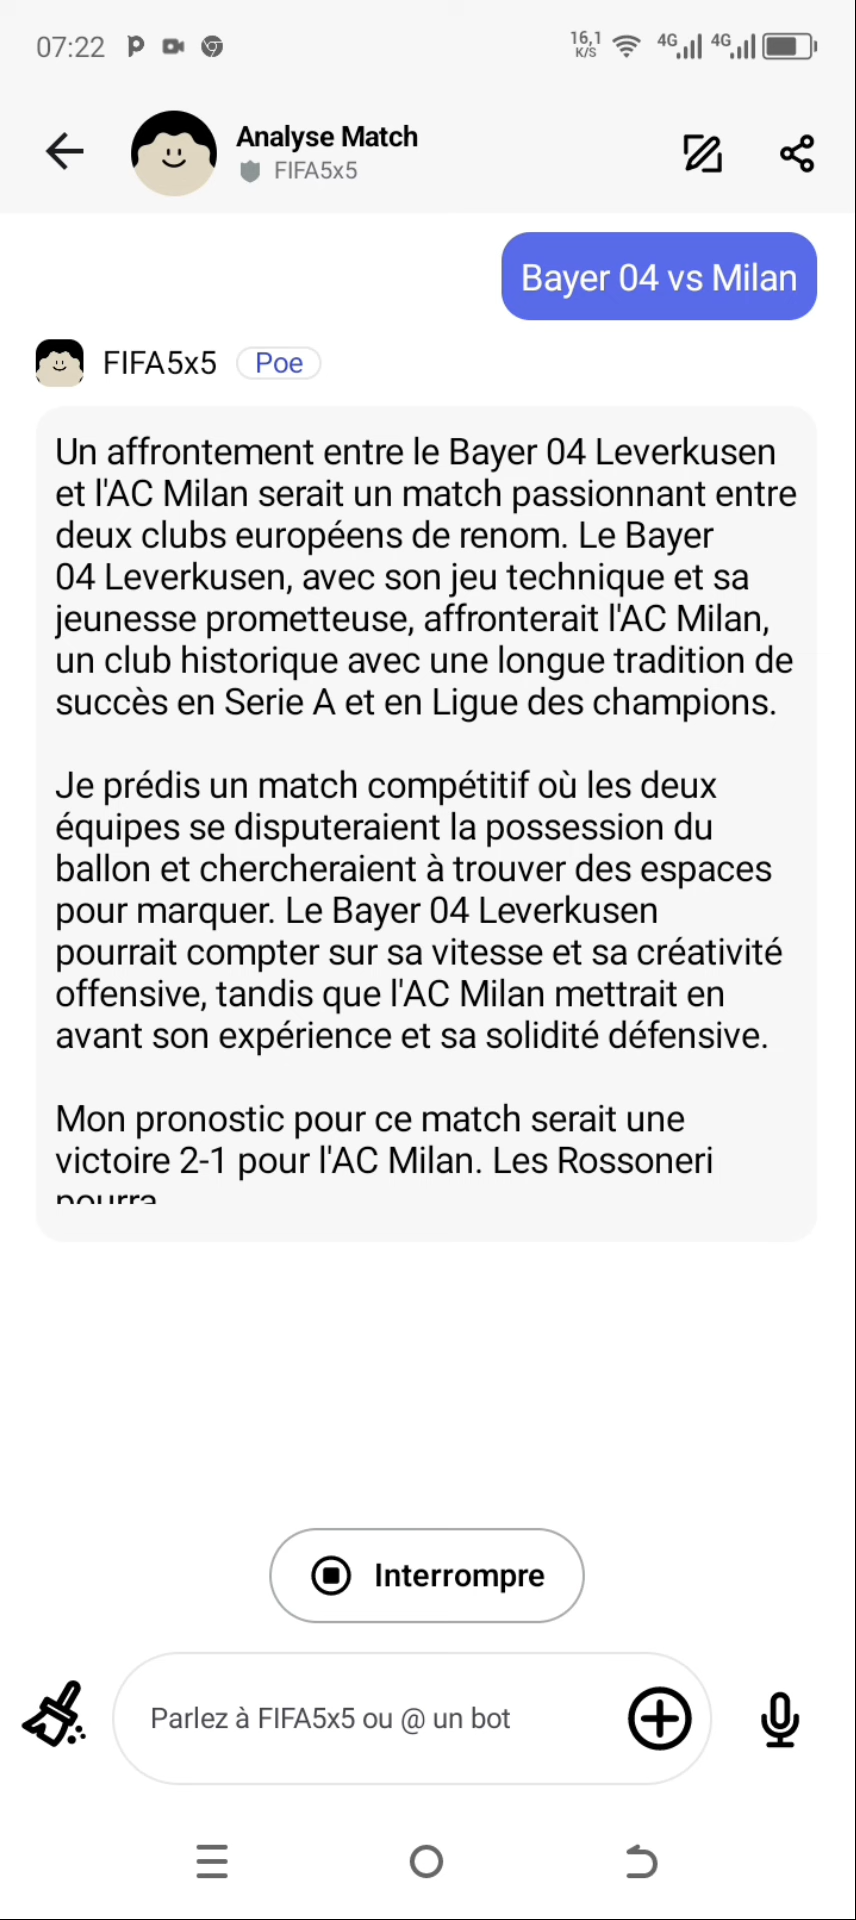 07:22
16,1
K/S
4G
4G
Analyse Match
FIFA5x5
Bayer 04 vs Milan
FIFA5x5 Poe
Un affrontement entre le Bayer 04 Leverkusen
et l'AC Milan serait un match passionnant entre
deux clubs européens de renom. Le Bayer
04 Leverkusen, avec son jeu technique et sa
jeunesse prometteuse, affronterait l'AC Milan,
un club historique avec une longue tradition de
succès en Serie A et en Ligue des champions.
Je prédis un match compétitif où les deux
équipes se disputeraient la possession du
ballon et chercheraient à trouver des espaces
pour marquer. Le Bayer 04 Leverkusen
pourrait compter sur sa vitesse et sa créativité
offensive, tandis que l'AC Milan mettrait en
avant son expérience et sa solidité défensive.
Mon pronostic pour ce match serait une
victoire 2-1 pour l'AC Milan. Les Rossoneri
pourra
Interrompre
Parlez à FIFA5x5 ou @ un bot